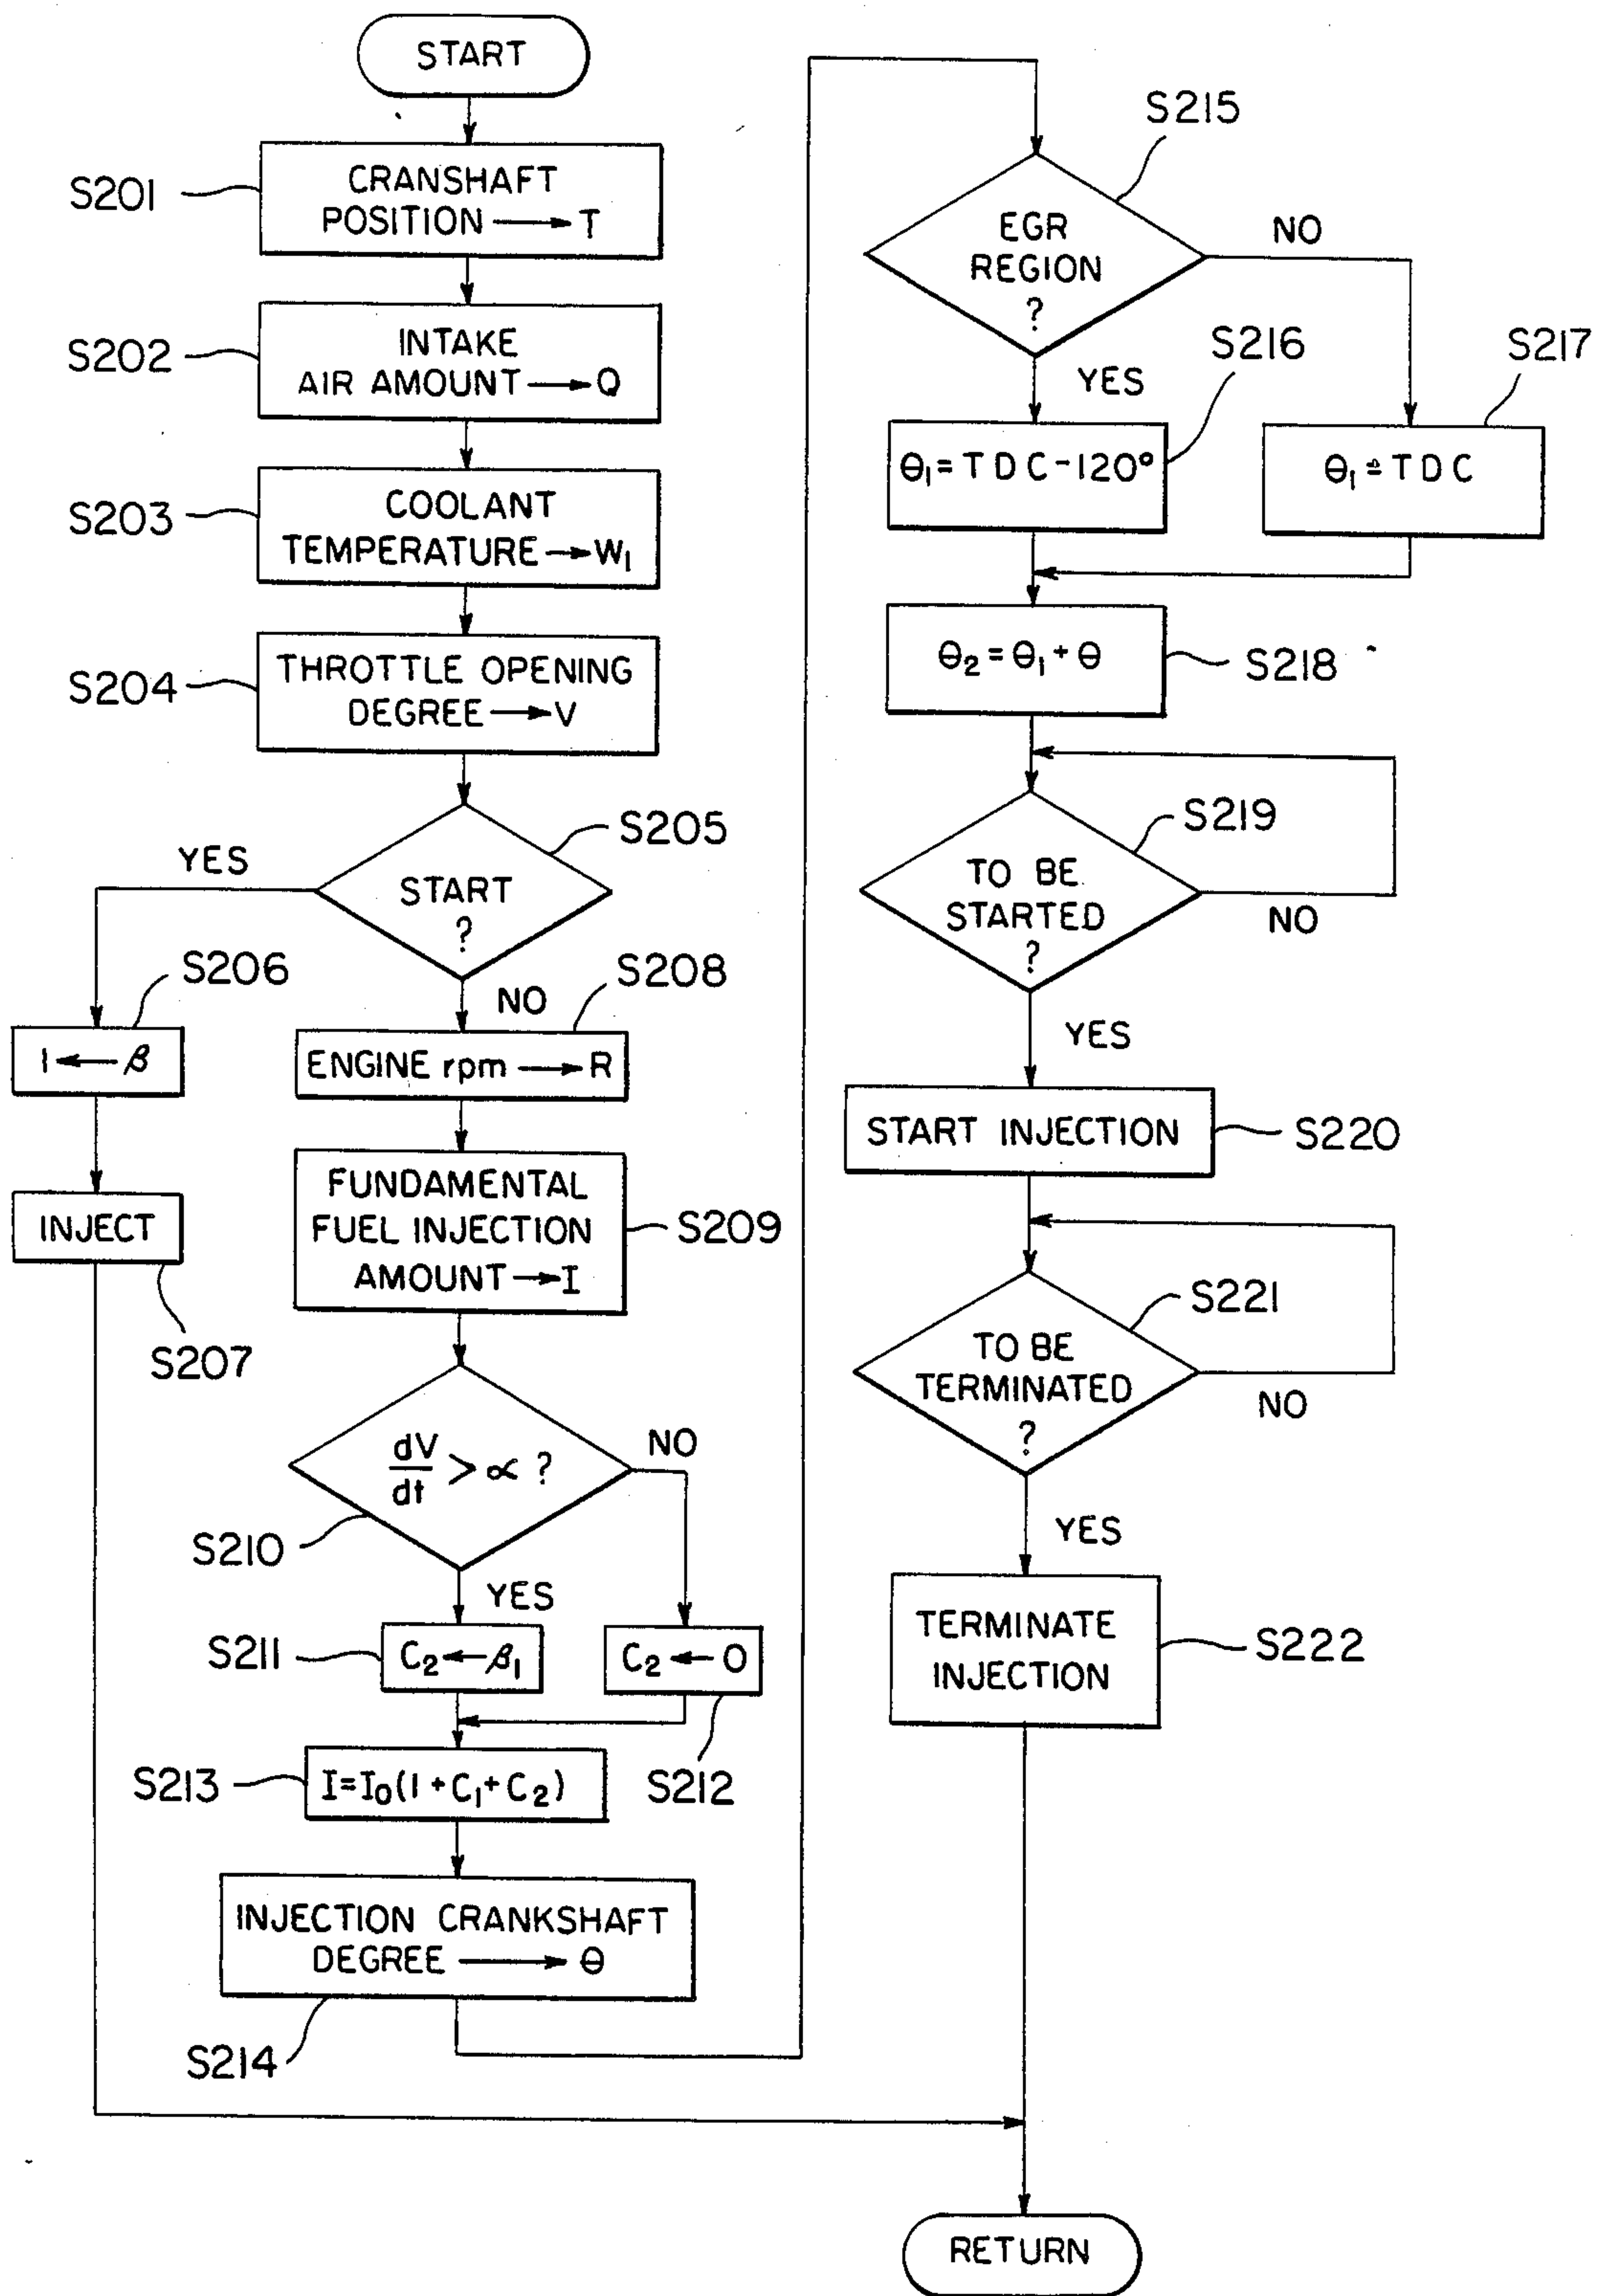 START
S201
CRANSHAFT
POSITION → T
S202
INTAKE
AIR AMOUNT → Q
S203
COOLANT
TEMPERATURE → W₁
S204
THROTTLE OPENING
DEGREE → V
S205
START
?
YES
NO
S206
I ← β
INJECT
S207
S208
ENGINE rpm → R
FUNDAMENTAL
FUEL INJECTION
AMOUNT → I
S209
dV
dt
> ∝ ?
NO
S210
YES
S211
C₂ ← β₁
C₂ ← 0
S212
S213
I=I₀(1+C₁+C₂)
INJECTION CRANKSHAFT
DEGREE → θ
S214
S215
EGR
REGION
?
NO
YES
S216
θ₁ = TDC-120°
S217
θ₁ = TDC
θ₂ = θ₁ + θ
S218
S219
TO BE
STARTED
?
NO
YES
START INJECTION
S220
S221
TO BE
TERMINATED
?
NO
YES
TERMINATE
INJECTION
S222
RETURN